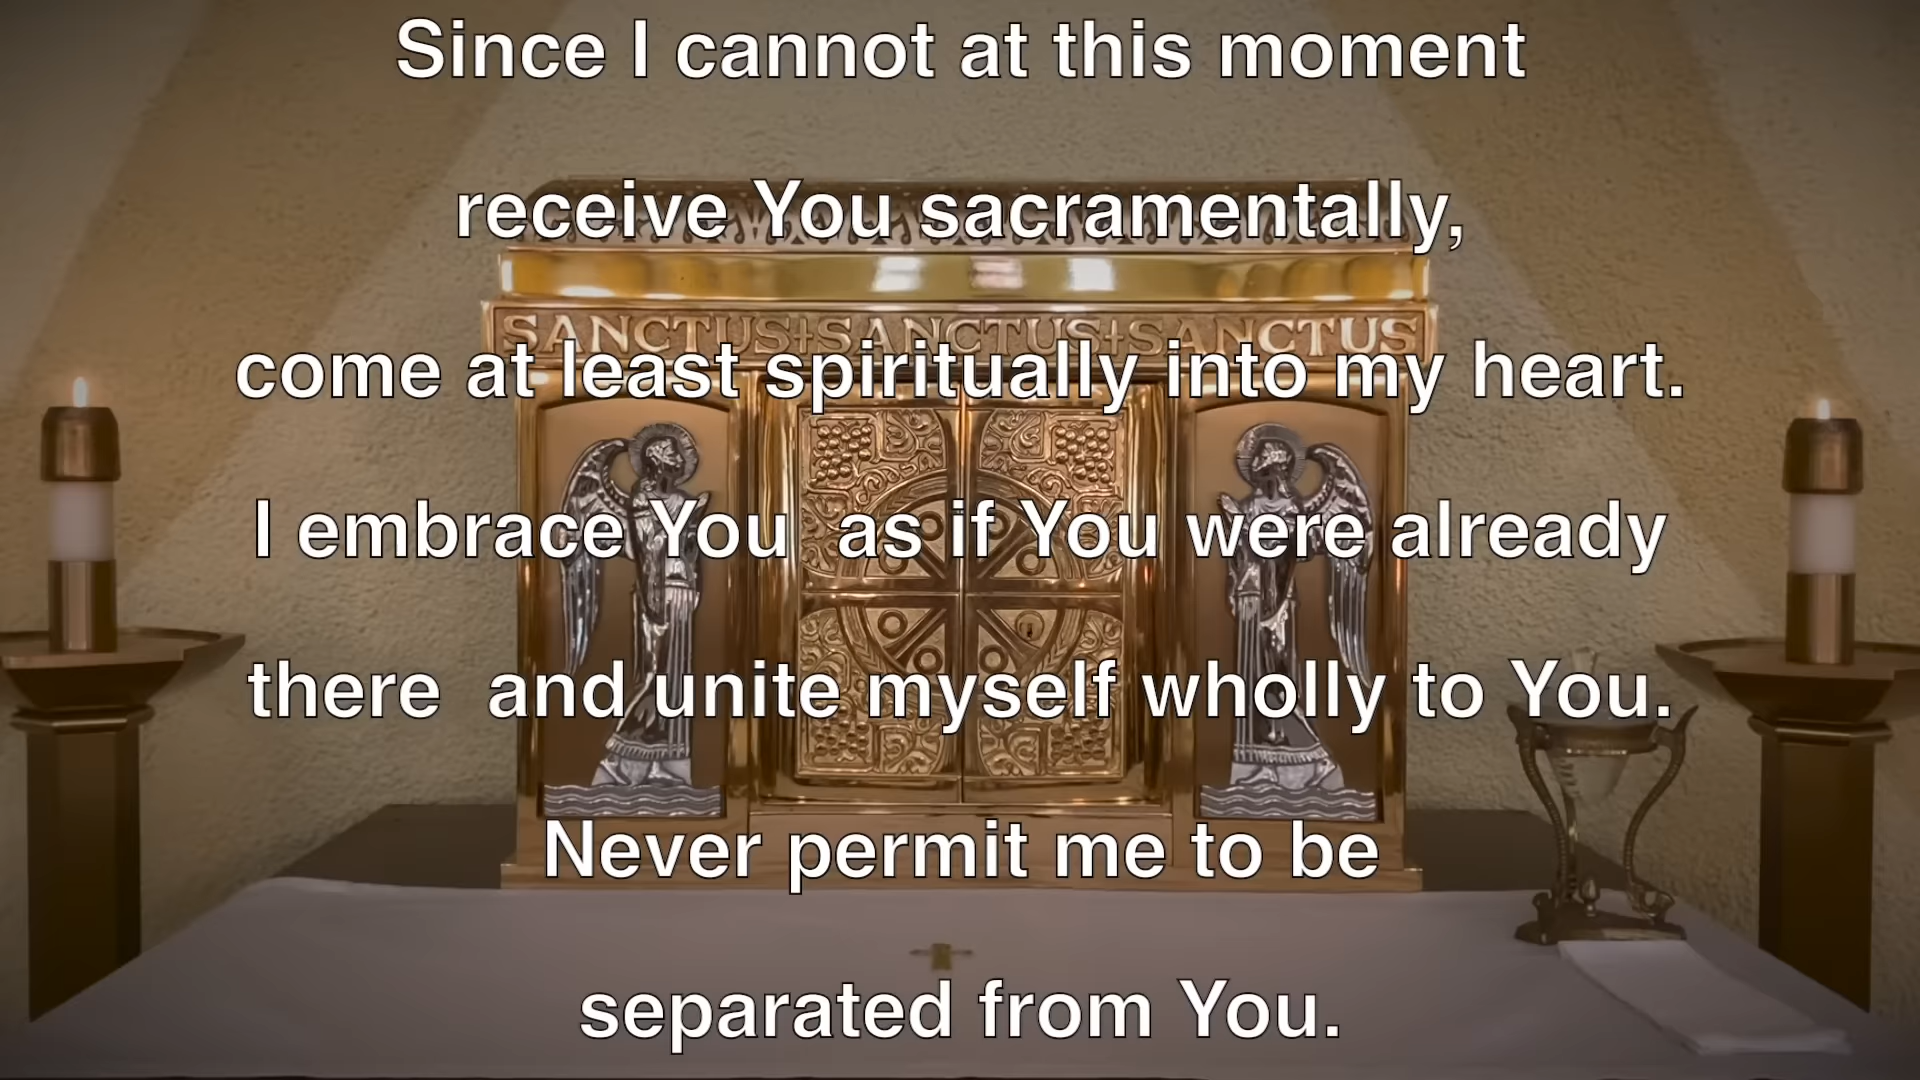 Since I cannot at this moment
receive You sacramentally,
SANCTUS+SANCTUS+SANCTUS
come at least spiritually into my heart.
I embrace You  as if You were already
there  and unite myself wholly to You.
Never permit me to be
separated from You.